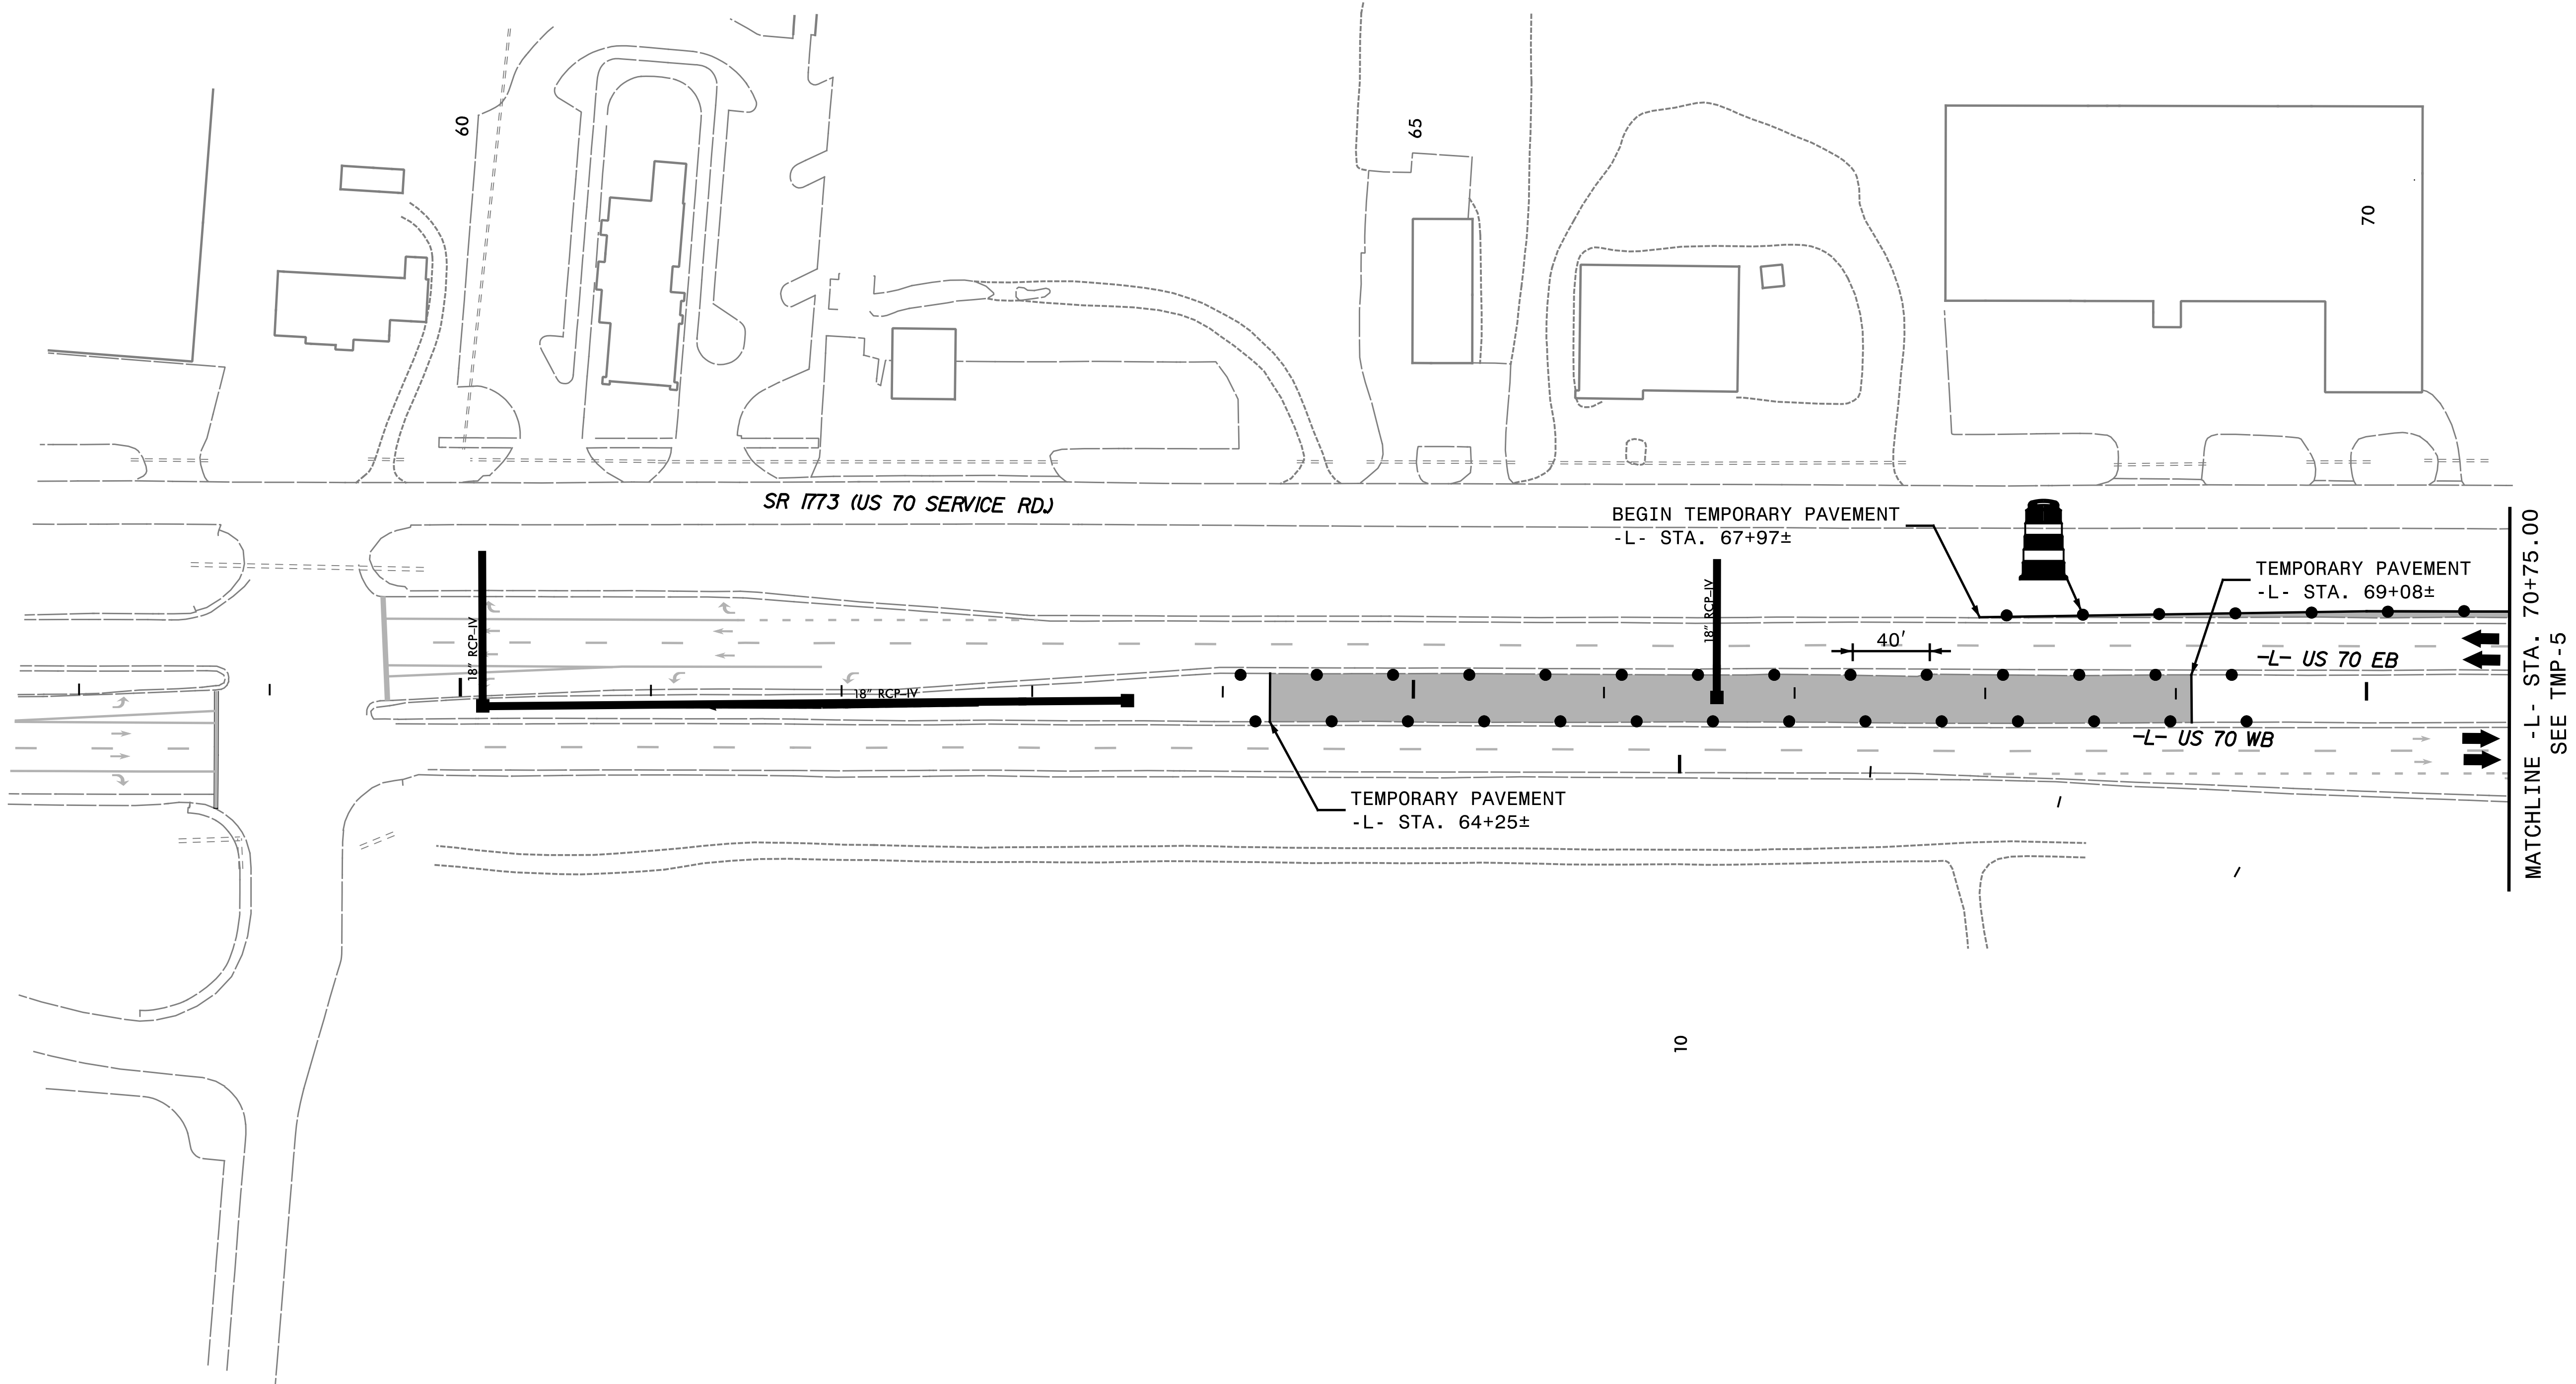 60
65
70
SR 1773 (US 70 SERVICE RD.)
BEGIN TEMPORARY PAVEMENT
-L- STA. 67+97±
TEMPORARY PAVEMENT
-L- STA. 69+08±
18" RCP-IV
18" RCP-IV
18" RCP-IV
40'
-L- US 70 EB
-L- US 70 WB
TEMPORARY PAVEMENT
-L- STA. 64+25±
MATCHLINE -L- STA. 70+75.00
SEE TMP-5
10